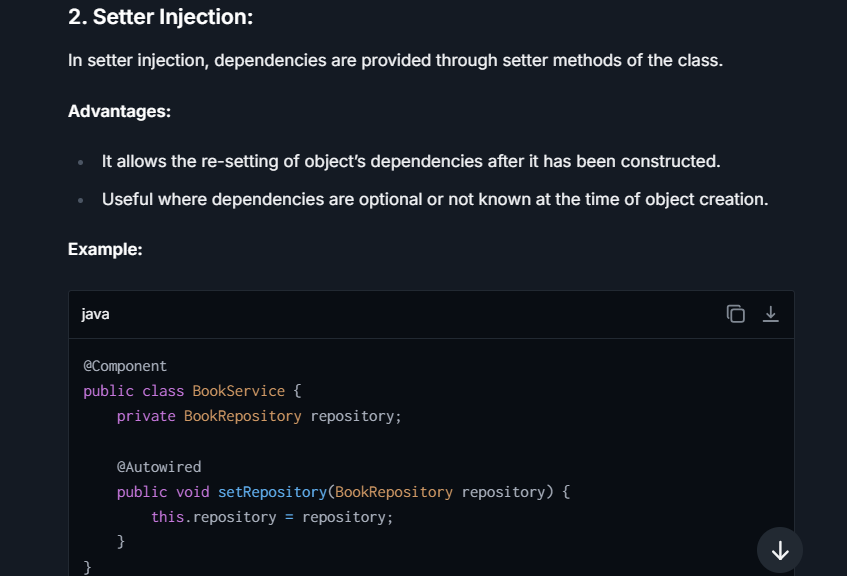 2. Setter Injection:
In setter injection, dependencies are provided through setter methods of the class.
Advantages:
It allows the re-setting of object’s dependencies after it has been constructed.
Useful where dependencies are optional or not known at the time of object creation.
Example:
java
@Component
public class BookService {
    private BookRepository repository;
    @Autowired
    public void setRepository(BookRepository repository) {
        this.repository = repository;
    }
}